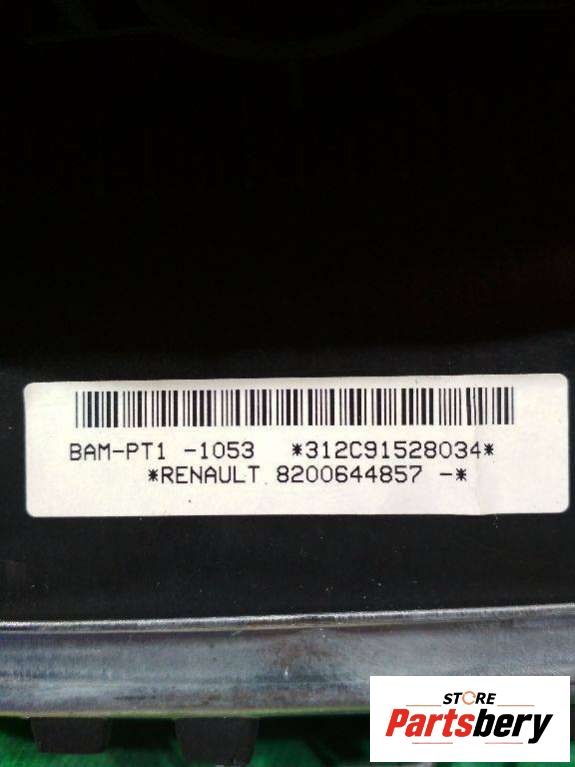 BAM-PT1 -1053 *312C91528034*
*RENAULT 8200644857 -*
STORE
Partsbery